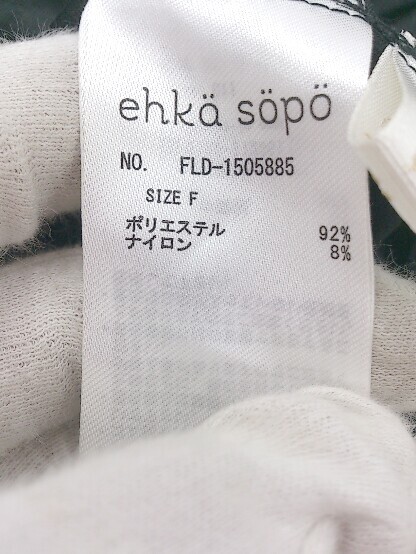 ehkä söpö
NO. FLD-1505885
SIZE F
ポリエステル 92%
ナイロン 8%